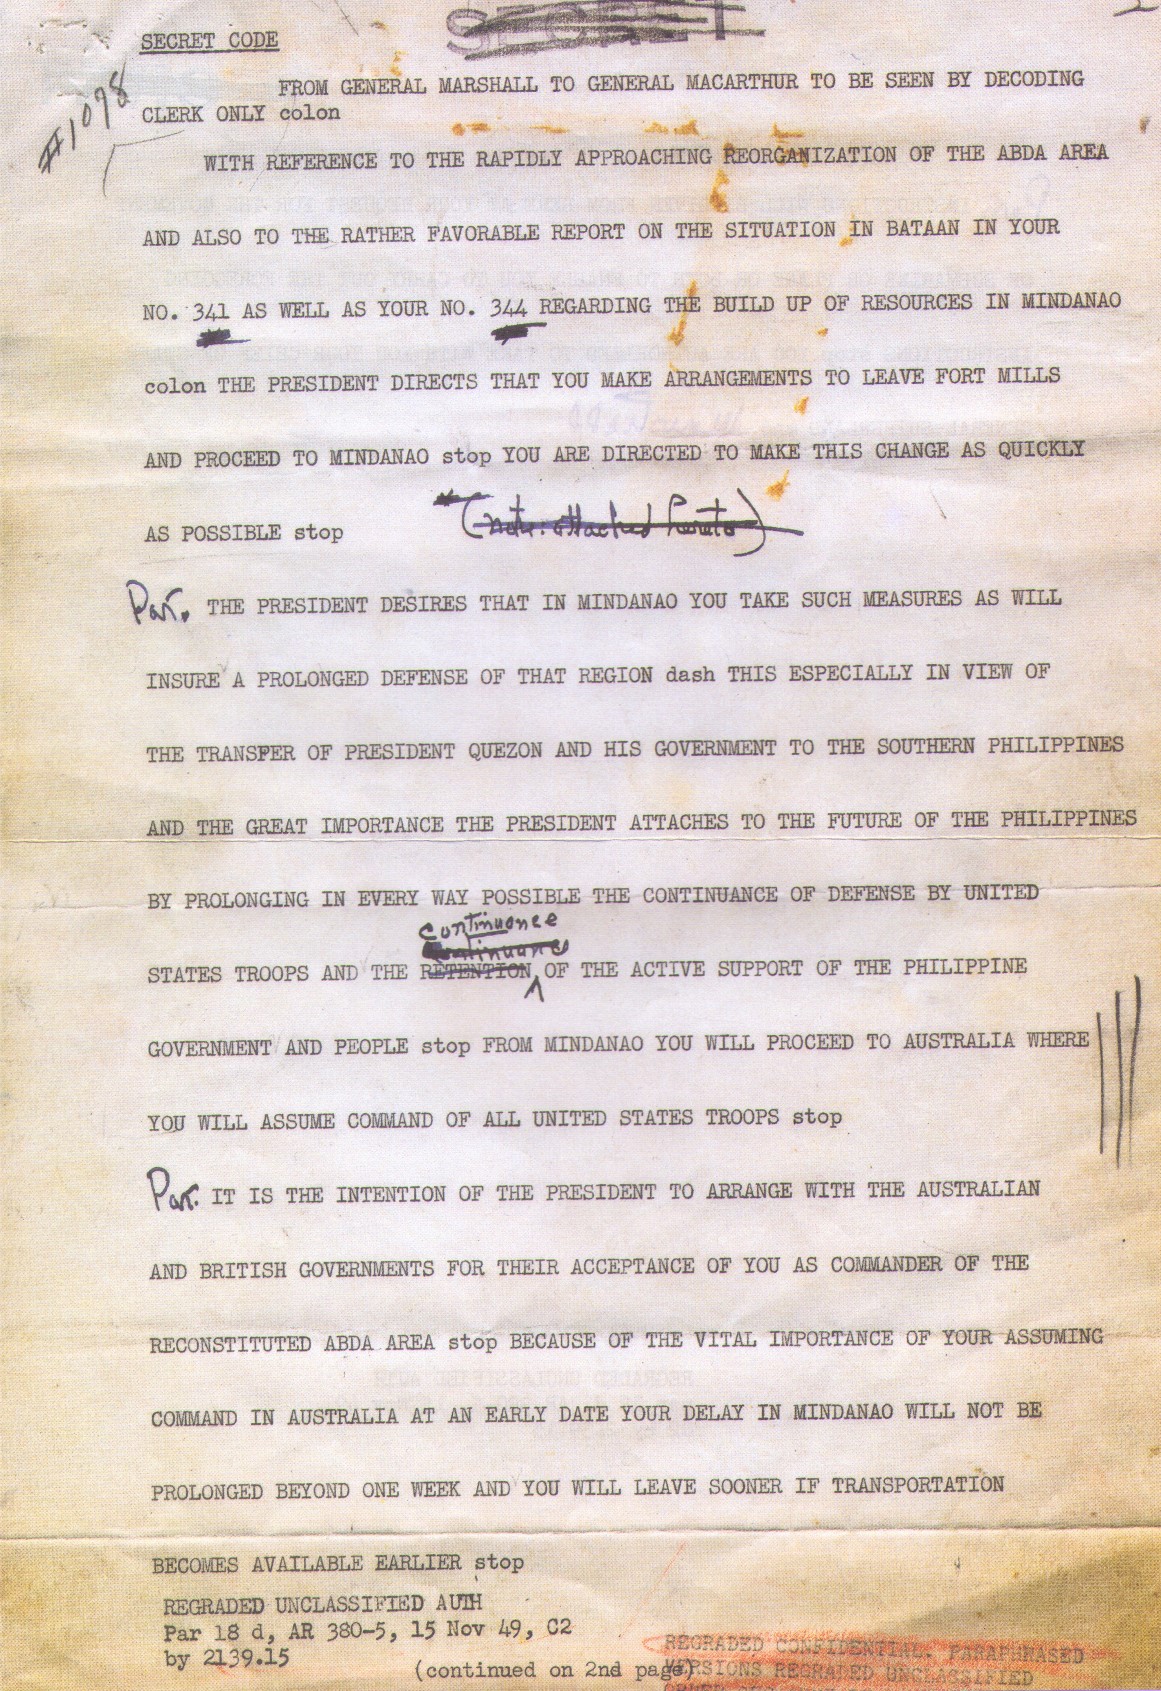 SECRET
SECRET CODE
#1078
FROM GENERAL MARSHALL TO GENERAL MACARTHUR TO BE SEEN BY DECODING
CLERK ONLY colon
WITH REFERENCE TO THE RAPIDLY APPROACHING REORGANIZATION OF THE ABDA AREA
AND ALSO TO THE RATHER FAVORABLE REPORT ON THE SITUATION IN BATAAN IN YOUR
NO. 341 AS WELL AS YOUR NO. 344 REGARDING THE BUILD UP OF RESOURCES IN MINDANAO
colon THE PRESIDENT DIRECTS THAT YOU MAKE ARRANGEMENTS TO LEAVE FORT MILLS
AND PROCEED TO MINDANAO stop YOU ARE DIRECTED TO MAKE THIS CHANGE AS QUICKLY
AS POSSIBLE stop (note: attached hereto)
Par. THE PRESIDENT DESIRES THAT IN MINDANAO YOU TAKE SUCH MEASURES AS WILL
INSURE A PROLONGED DEFENSE OF THAT REGION dash THIS ESPECIALLY IN VIEW OF
THE TRANSFER OF PRESIDENT QUEZON AND HIS GOVERNMENT TO THE SOUTHERN PHILIPPINES
AND THE GREAT IMPORTANCE THE PRESIDENT ATTACHES TO THE FUTURE OF THE PHILIPPINES
BY PROLONGING IN EVERY WAY POSSIBLE THE CONTINUANCE OF DEFENSE BY UNITED
continuance
continuance
STATES TROOPS AND THE RETENTION OF THE ACTIVE SUPPORT OF THE PHILIPPINE
GOVERNMENT AND PEOPLE stop FROM MINDANAO YOU WILL PROCEED TO AUSTRALIA WHERE
YOU WILL ASSUME COMMAND OF ALL UNITED STATES TROOPS stop
Par. IT IS THE INTENTION OF THE PRESIDENT TO ARRANGE WITH THE AUSTRALIAN
AND BRITISH GOVERNMENTS FOR THEIR ACCEPTANCE OF YOU AS COMMANDER OF THE
RECONSTITUTED ABDA AREA stop BECAUSE OF THE VITAL IMPORTANCE OF YOUR ASSUMING
COMMAND IN AUSTRALIA AT AN EARLY DATE YOUR DELAY IN MINDANAO WILL NOT BE
PROLONGED BEYOND ONE WEEK AND YOU WILL LEAVE SOONER IF TRANSPORTATION
BECOMES AVAILABLE EARLIER stop
REGRADED UNCLASSIFIED AUTH
Par 18 d, AR 380-5, 15 Nov 49, C2
by 2139.15
(continued on 2nd page)
REGRADED CONFIDENTIAL. PARAPHRASED
VERSIONS REGRADED UNCLASSIFIED